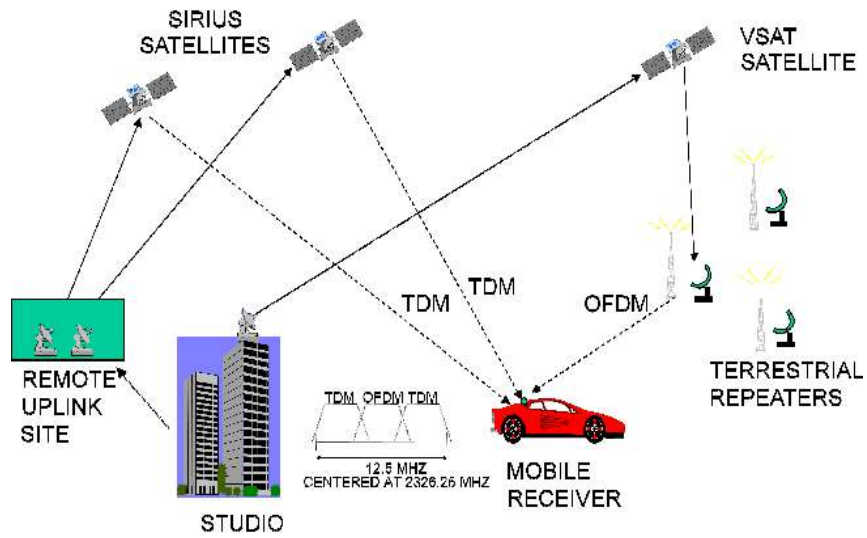 SIRIUS
SATELLITES
VSAT
SATELLITE
TDM
TDM
OFDM
REMOTE
UPLINK
SITE
TERRESTRIAL
REPEATERS
TDM OFDM TDM
12.5 MHZ
CENTERED AT 2326.25 MHZ
MOBILE
RECEIVER
STUDIO